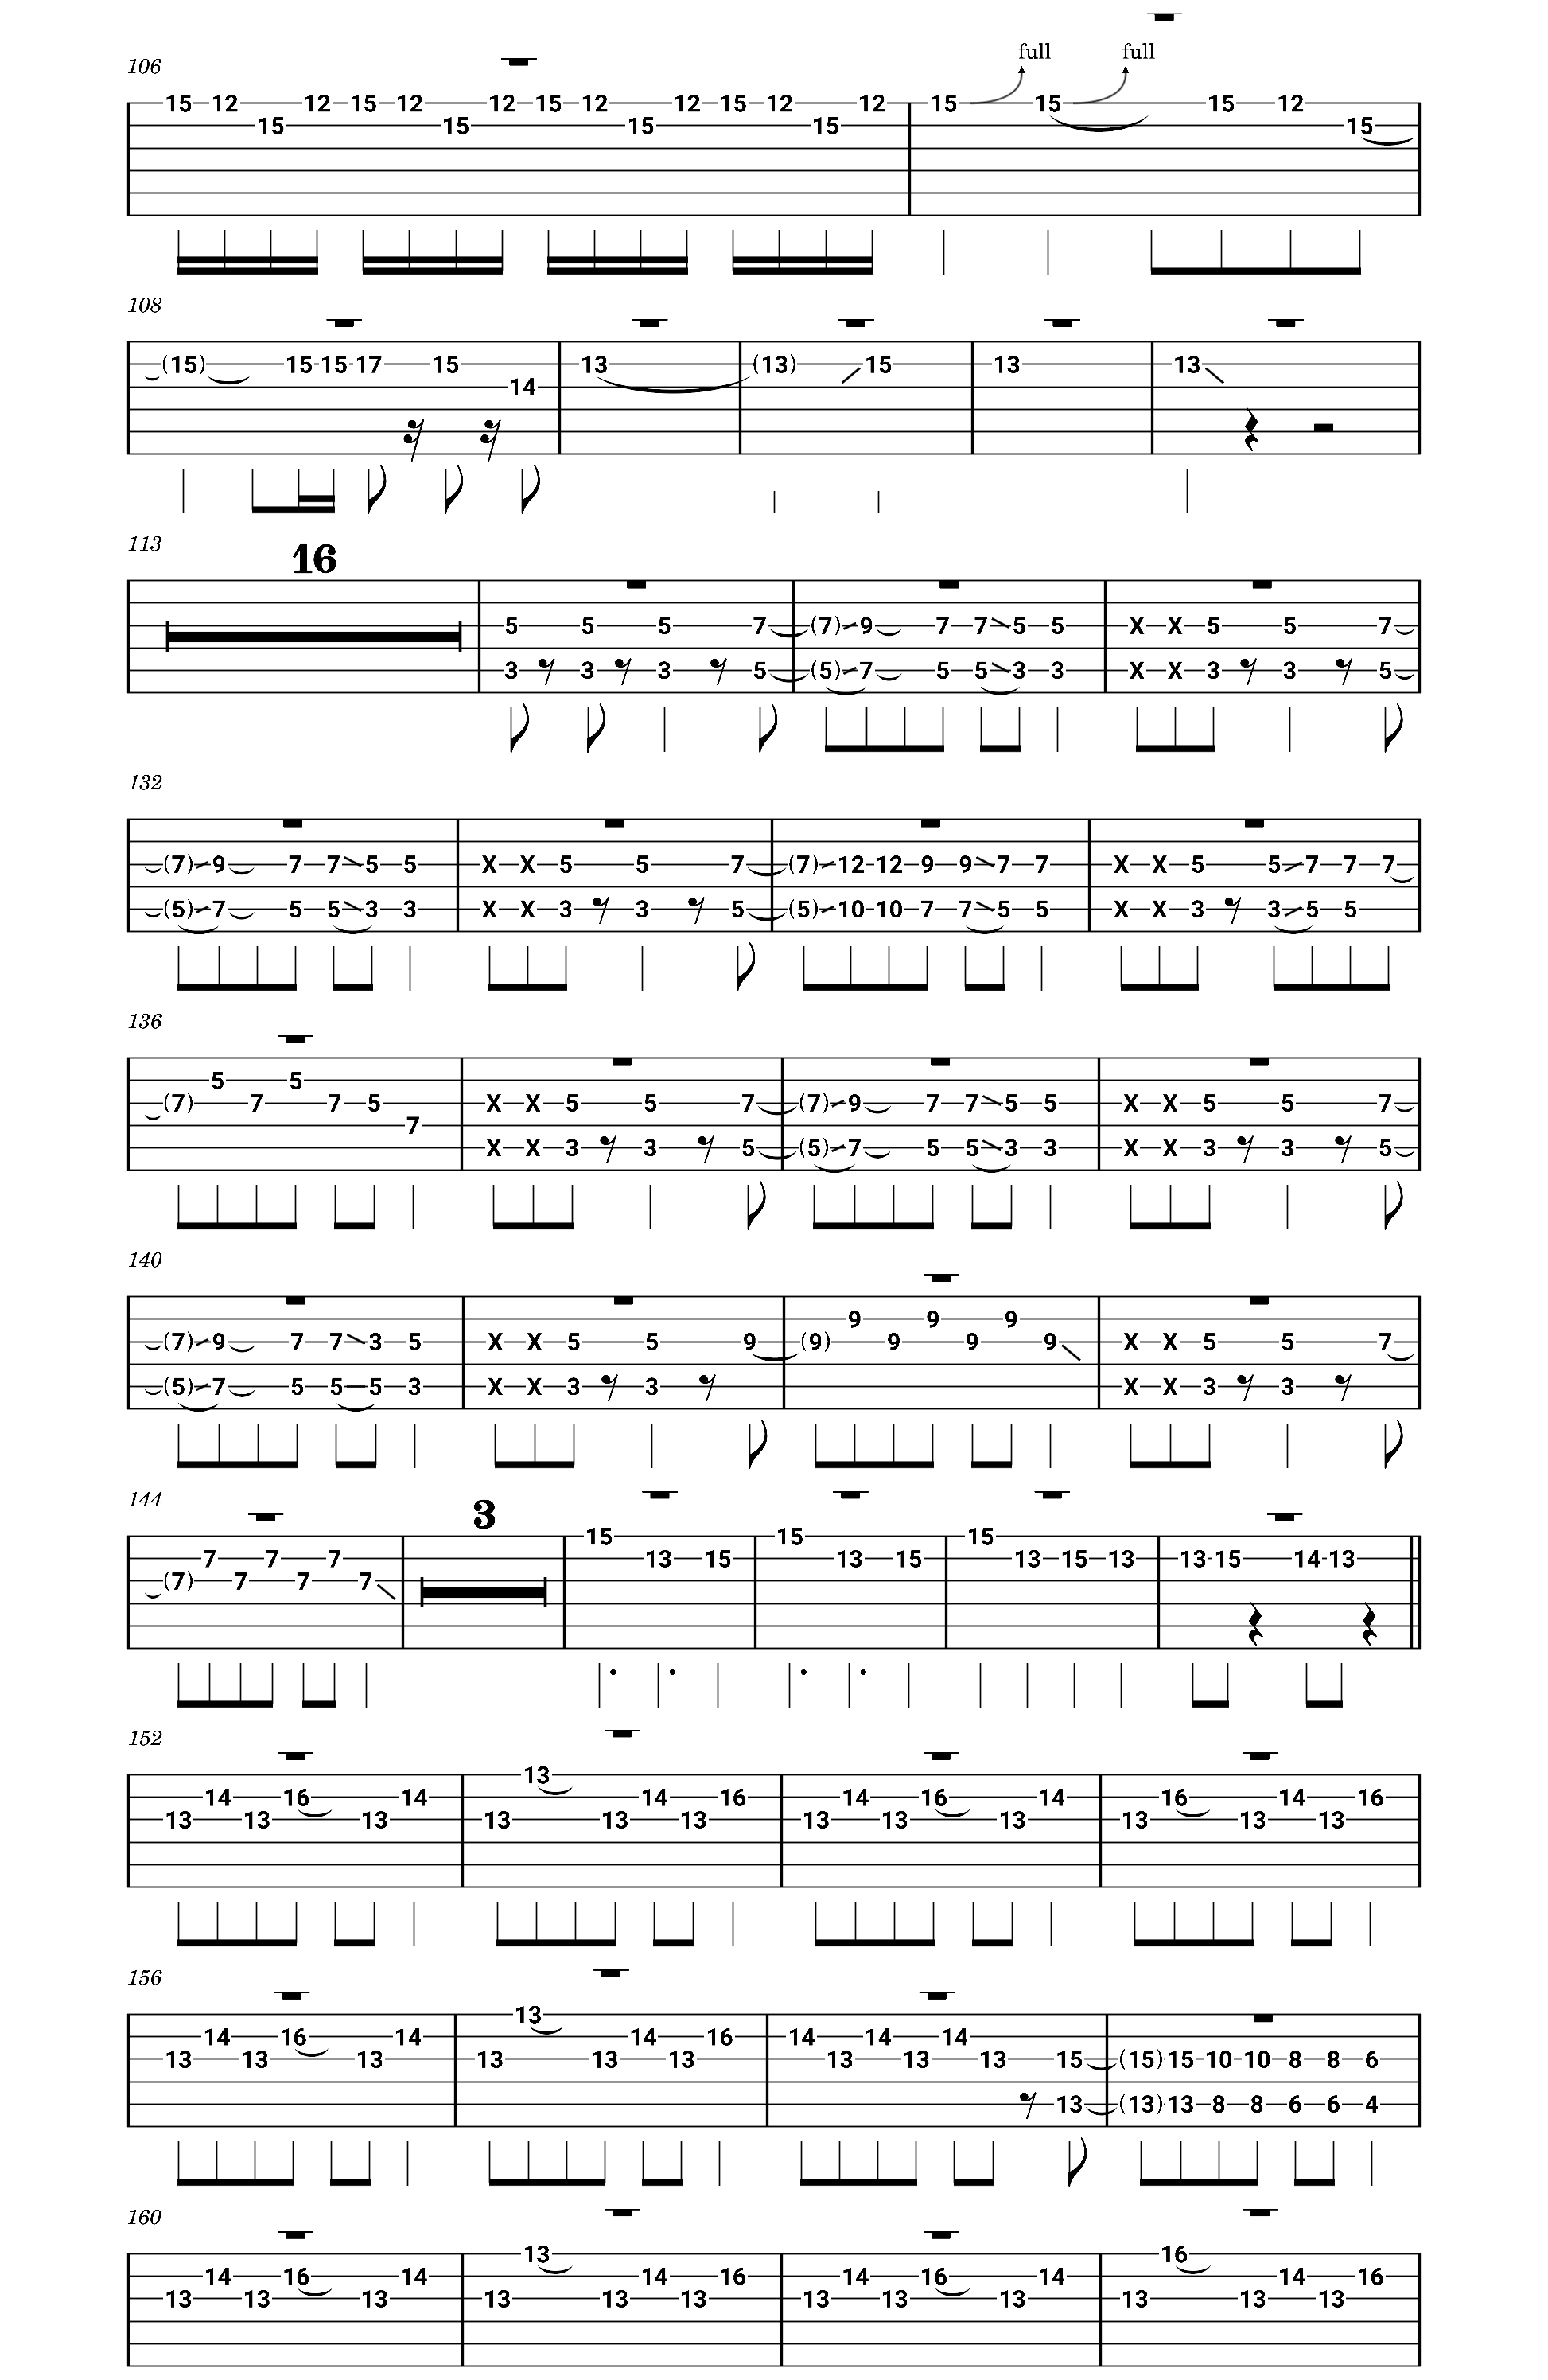 full full
106
15 12 12 15 12 12 15 12 12 15 12 12 15 15 15 12
15 15 15 15 15
108
(15) 15 15 17 15 13 (13) 15 13 13
14
113
16
5 5 5 7 (7) 9 7 7 5 5 X X 5 5 7
3 3 3 5 (5) 7 5 5 3 3 X X 3 3 5
132
(7) 9 7 7 5 5 X X 5 5 7 (7) 12 12 9 9 7 7 X X 5 5 7 7 7
(5) 7 5 5 3 3 X X 3 3 5 (5) 10 10 7 7 5 5 X X 3 3 5 5
136
5 5
(7) 7 7 5 X X 5 5 7 (7) 9 7 7 5 5 X X 5 5 7
7
X X 3 3 5 (5) 7 5 5 3 3 X X 3 3 5
140
9 9 9
(7) 9 7 7 3 5 X X 5 5 9 (9) 9 9 9 X X 5 5 7
(5) 7 5 5 5 3 X X 3 3 X X 3 3
144
3
15 15 15
7 7 7 13 15 13 15 13 15 13 13 15 14 13
(7) 7 7 7
152
13
14 16 14 14 16 14 16 14 16 14 16
13 13 13 13 13 13 13 13 13 13 13 13
156
13
14 16 14 14 16 14 14 14
13 13 13 13 13 13 13 13 13 15 (15) 15 10 10 8 8 6
13 (13) 13 8 8 6 6 4
160
13 16
14 16 14 14 16 14 16 14 14 16
13 13 13 13 13 13 13 13 13 13 13 13